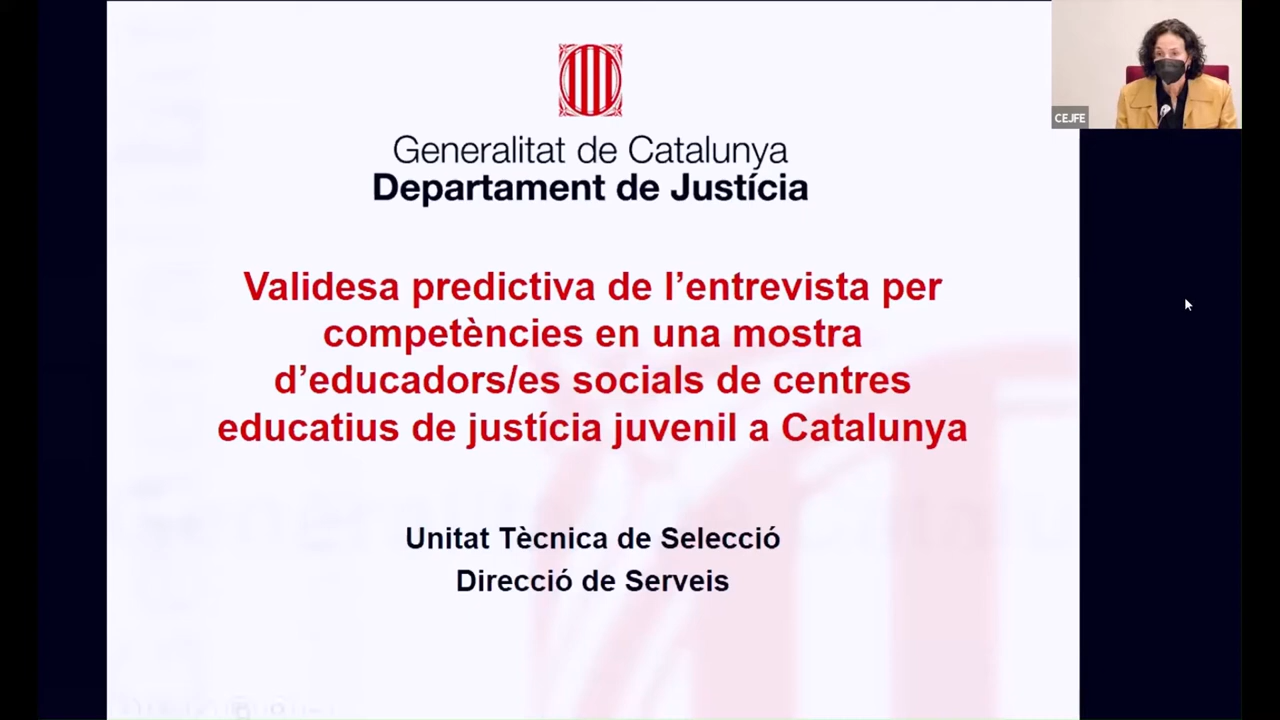 Generalitat de Catalunya
Departament de Justícia
Validesa predictiva de l'entrevista per
competències en una mostra
d'educadors/es socials de centres
educatius de justícia juvenil a Catalunya
Unitat Tècnica de Selecció
Direcció de Serveis
CEJFE